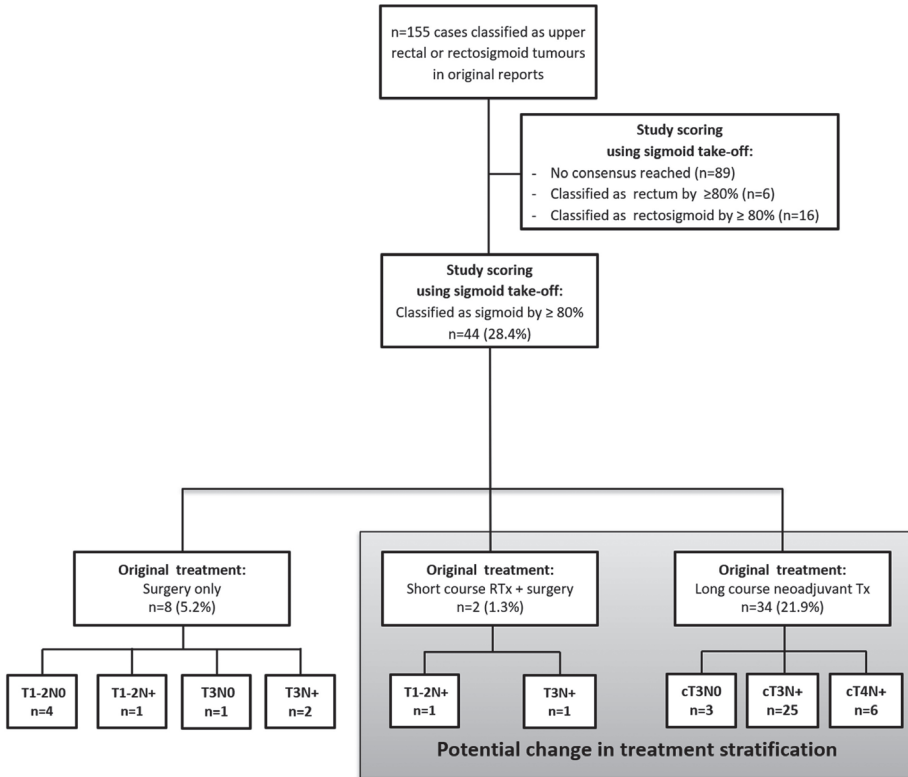 n=155 cases classified as upper
rectal or rectosigmoid tumours
in original reports
Study scoring
using sigmoid take-off:
- No consensus reached (n=89)
- Classified as rectum by ≥80% (n=6)
- Classified as rectosigmoid by ≥ 80% (n=16)
Study scoring
using sigmoid take-off:
Classified as sigmoid by ≥ 80%
n=44 (28.4%)
Original treatment:
Surgery only
n=8 (5.2%)
Original treatment:
Short course RTx + surgery
n=2 (1.3%)
Original treatment:
Long course neoadjuvant Tx
n=34 (21.9%)
T1-2N0
n=4
T1-2N+
n=1
T3N0
n=1
T3N+
n=2
T1-2N+
n=1
T3N+
n=1
cT3N0
n=3
cT3N+
n=25
cT4N+
n=6
Potential change in treatment stratification